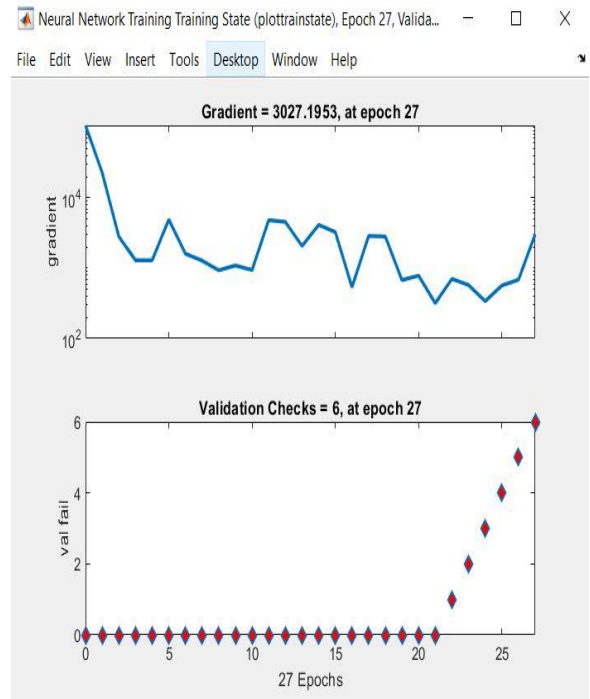 Neural Network Training Training State (plottrainstate), Epoch 27, Valida...
File Edit View Insert Tools Desktop Window Help
Gradient = 3027.1953, at epoch 27
gradient
10^4
10^2
Validation Checks = 6, at epoch 27
val fail
6
4
2
0
0 5 10 15 20 25
27 Epochs